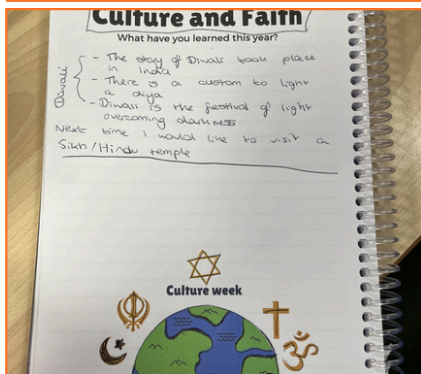 Culture and Faith
What have you learned this year?
Diwali
- The story of Diwali took place
in India
- There is a custom to light
a diya
- Diwali is the festival of light
overcoming darkness
Next time I would like to visit a
Sikh/Hindu temple
Culture week
ॐ